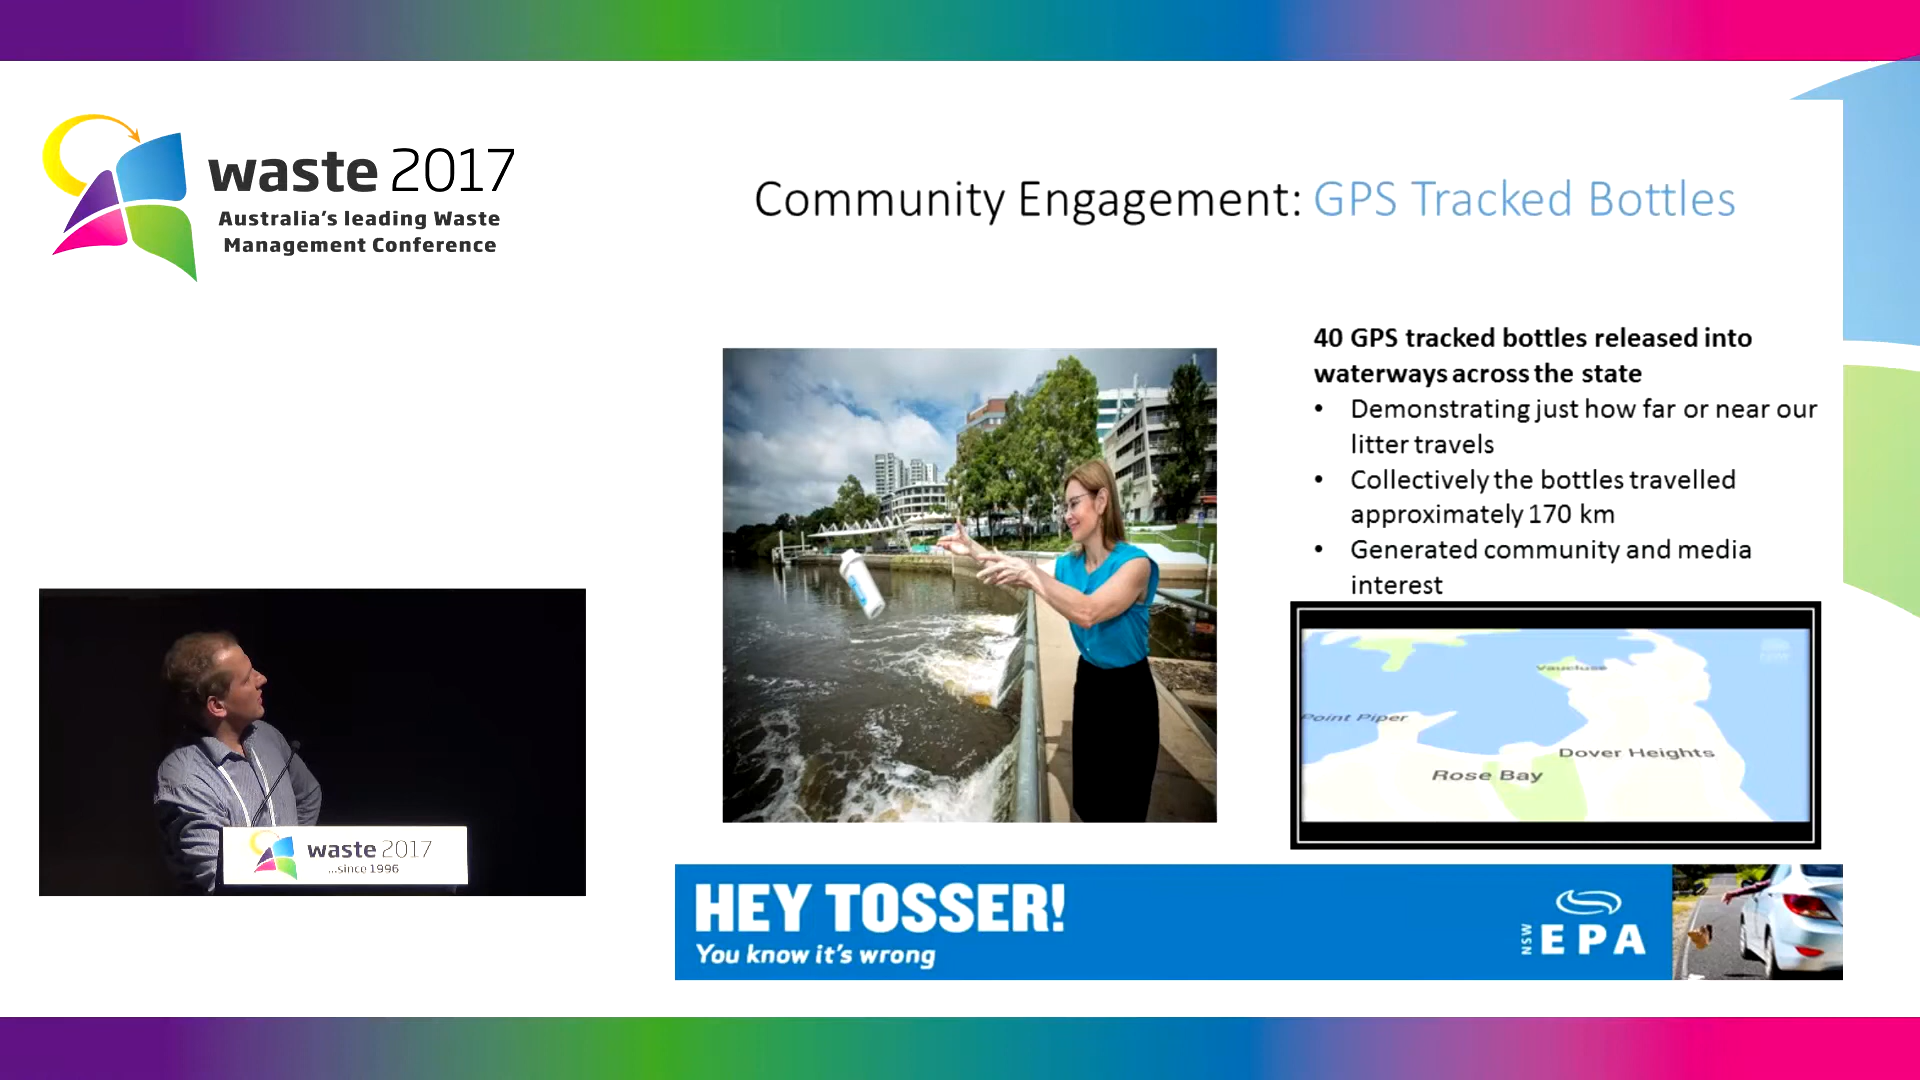 waste 2017
Australia's leading Waste
Management Conference
Community Engagement: GPS Tracked Bottles
40 GPS tracked bottles released into
waterways across the state
• Demonstrating just how far or near our
litter travels
• Collectively the bottles travelled
approximately 170 km
• Generated community and media
interest
Vaucluse
Point Piper
Dover Heights
Rose Bay
waste 2017
...since 1996
HEY TOSSER!
You know it's wrong
NSW EPA